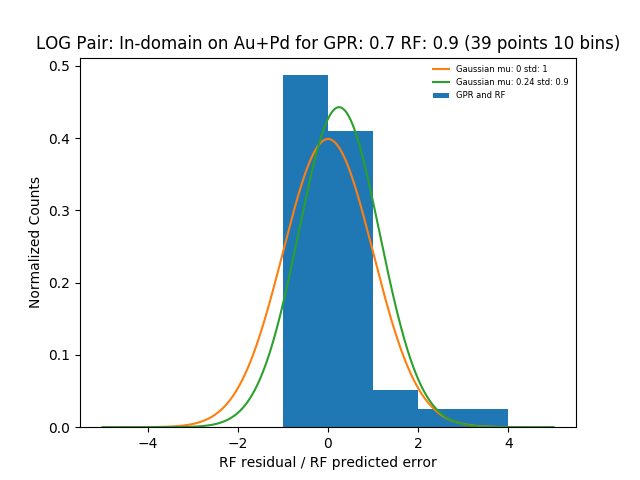 LOG Pair: In-domain on Au+Pd for GPR: 0.7 RF: 0.9 (39 points 10 bins)
Gaussian mu: 0 std: 1
Gaussian mu: 0.24 std: 0.9
GPR and RF
Normalized Counts
0.5
0.4
0.3
0.2
0.1
0.0
−4 −2 0 2 4
RF residual / RF predicted error